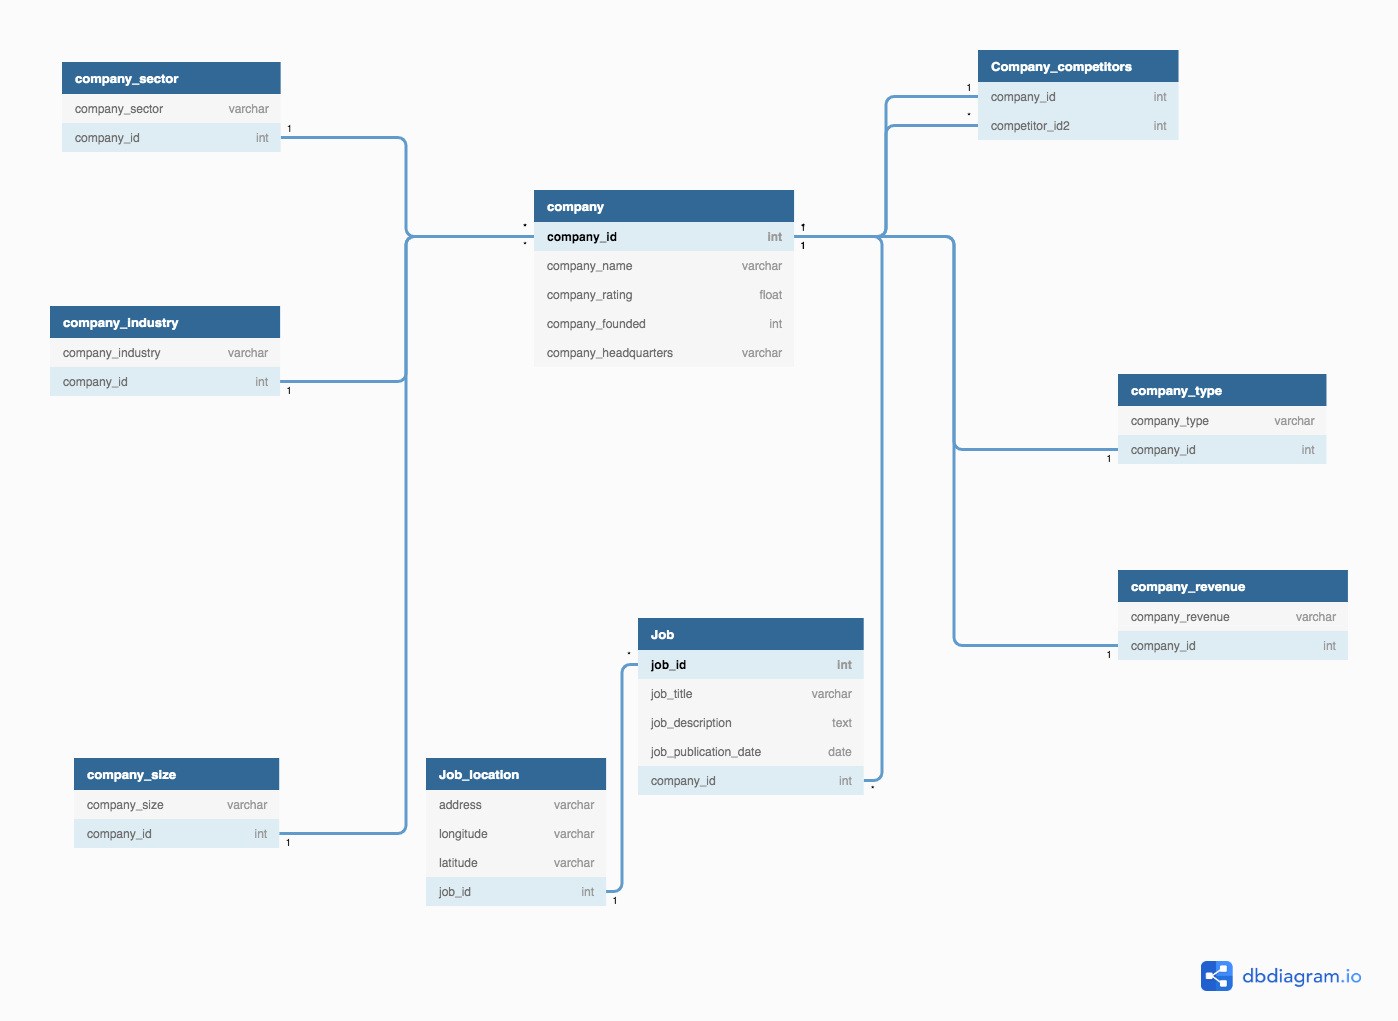 company_sector
company_sector varchar
company_id int
1
Company_competitors
company_id int
competitor_id2 int
1
*
company
company_id int
company_name varchar
company_rating float
company_founded int
company_headquarters varchar
*
*
1
1
company_industry
company_industry varchar
company_id int
1
company_type
company_type varchar
company_id int
1
company_revenue
company_revenue varchar
company_id int
1
Job
job_id int
job_title varchar
job_description text
job_publication_date date
company_id int
*
*
company_size
company_size varchar
company_id int
1
Job_location
address varchar
longitude varchar
latitude varchar
job_id int
1
dbdiagram.io